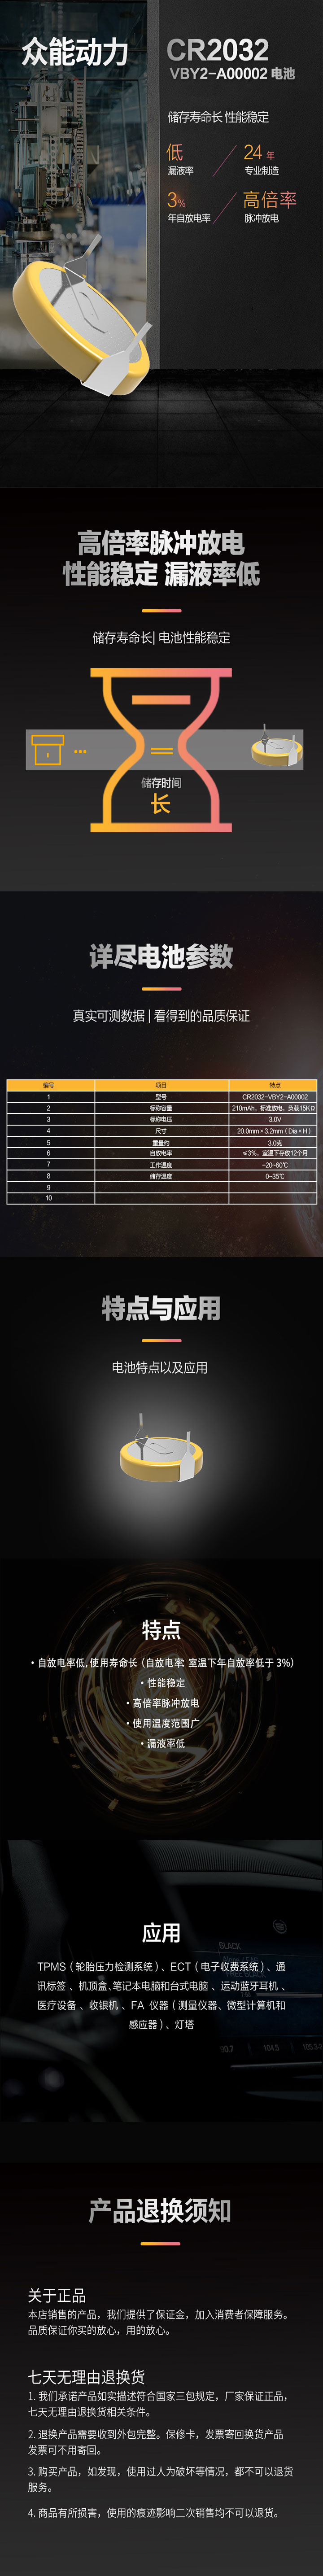 众能动力
CR2032
VBY2-A00002 电池
储存寿命长 性能稳定
低
漏液率
24 年
专业制造
3%
年自放电率
高倍率
脉冲放电
高倍率脉冲放电
性能稳定 漏液率低
储存寿命长| 电池性能稳定
储存时间
长
详尽电池参数
真实可测数据 | 看得到的品质保证
编号 项目 特点
1 型号 CR2032-VBY2-A00002
2 标称容量 210mAh，标准放电，负载15KΩ
3 标称电压 3.0V
4 尺寸 20.0mm×3.2mm（Dia×H）
5 重量约 3.0克
6 自放电率 ≤3%，室温下存放12个月
7 工作温度 -20~60℃
8 储存温度 0~35℃
9
10
特点与应用
电池特点以及应用
特点
• 自放电率低, 使用寿命长（自放电率: 室温下年自放率低于 3%）
• 性能稳定
• 高倍率脉冲放电
• 使用温度范围广
• 漏液率低
BLACK
应用
TPMS（轮胎压力检测系统）、ECT（电子收费系统）、通
讯标签 、机顶盒､笔记本电脑和台式电脑 、运动蓝牙耳机 、
医疗设备 、收银机 、FA 仪器（测量仪器、微型计算机和
感应器）、灯塔
104.5
产品退换须知
关于正品
本店销售的产品，我们提供了保证金，加入消费者保障服务。
品质保证你买的放心，用的放心。
七天无理由退换货
1. 我们承诺产品如实描述符合国家三包规定，厂家保证正品，
七天无理由退换货相关条件。
2. 退换产品需要收到外包完整。保修卡，发票寄回换货产品
发票可不用寄回。
3. 购买产品，如发现，使用过人为破坏等情况，都不可以退货
服务。
4. 商品有所损害，使用的痕迹影响二次销售均不可以退货。